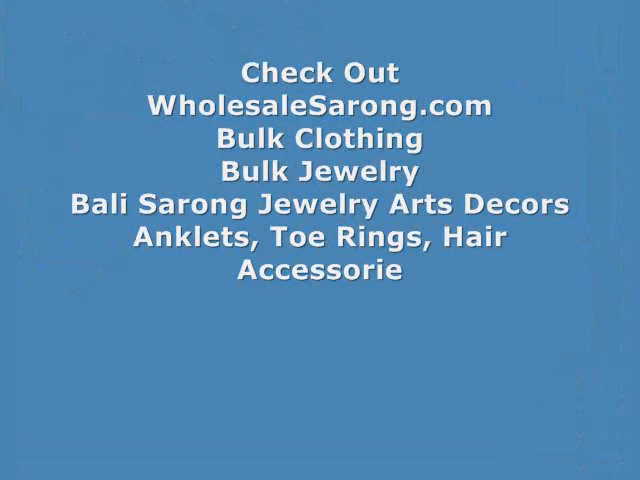 Check Out
WholesaleSarong.com
Bulk Clothing
Bulk Jewelry
Bali Sarong Jewelry Arts Decors
Anklets, Toe Rings, Hair
Accessorie